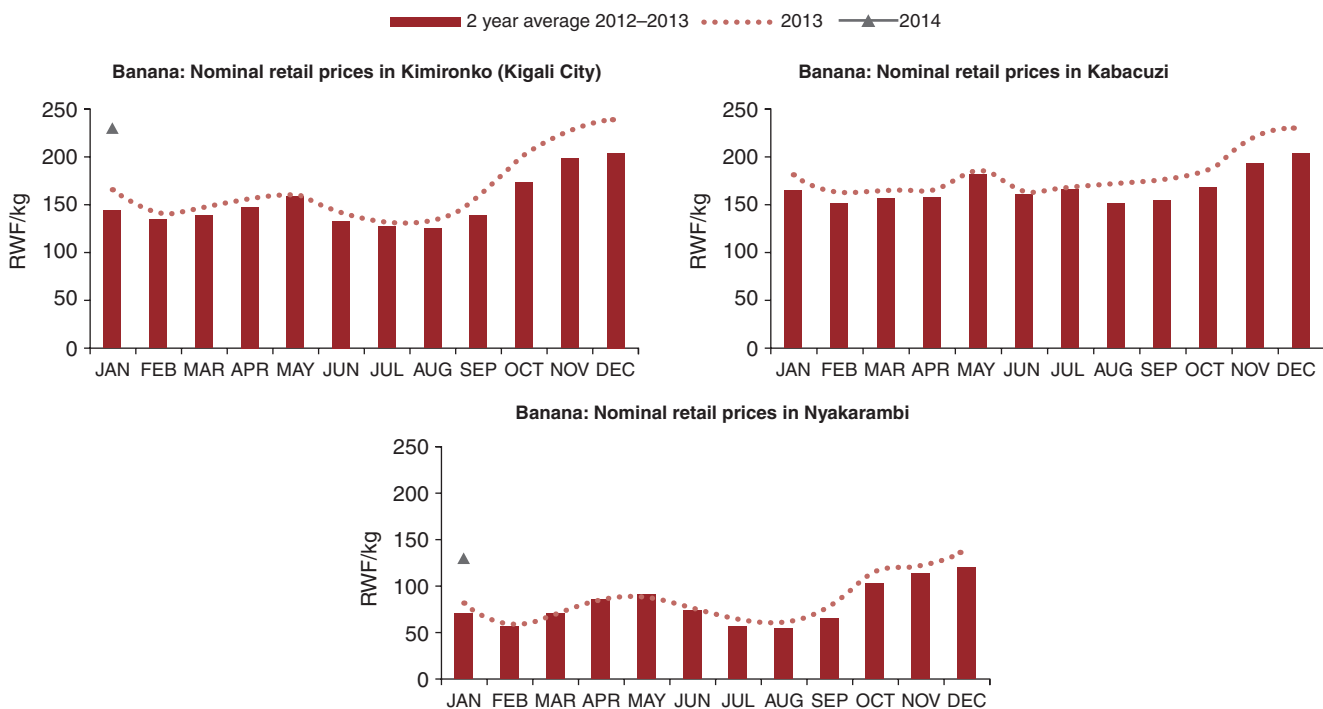 2 year average 2012–2013 2013 2014
Banana: Nominal retail prices in Kimironko (Kigali City)
250
200
150
100
50
0
RWF/kg
JAN FEB MAR APR MAY JUN JUL AUG SEP OCT NOV DEC
Banana: Nominal retail prices in Kabacuzi
250
200
150
100
50
0
RWF/kg
JAN FEB MAR APR MAY JUN JUL AUG SEP OCT NOV DEC
Banana: Nominal retail prices in Nyakarambi
250
200
150
100
50
0
RWF/kg
JAN FEB MAR APR MAY JUN JUL AUG SEP OCT NOV DEC